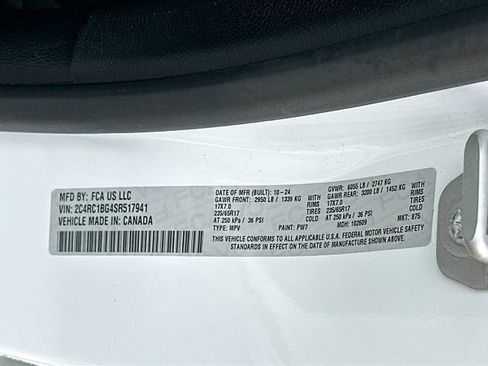 MFD BY: FCA US LLC
VIN: 2C4RC1BG4SR517941
VEHICLE MADE IN: CANADA
DATE OF MFR (BUILT): 10-24 GVWR: 6055 LB / 2747 KG
GAWR FRONT: 2950 LB / 1339 KG WITH GAWR REAR: 3200 LB / 1452 KG WITH
17X7.0 RIMS 17X7.0 RIMS
235/65R17 TIRES 235/65R17 TIRES
AT 250 kPa / 36 PSI COLD AT 250 kPa / 36 PSI COLD
TYPE: MPV PAINT: PW7 MDH: 102609 MKT: 875
THIS VEHICLE CONFORMS TO ALL APPLICABLE U.S.A. FEDERAL MOTOR VEHICLE SAFETY
STANDARDS IN EFFECT ON THE DATE OF MANUFACTURE SHOWN ABOVE.